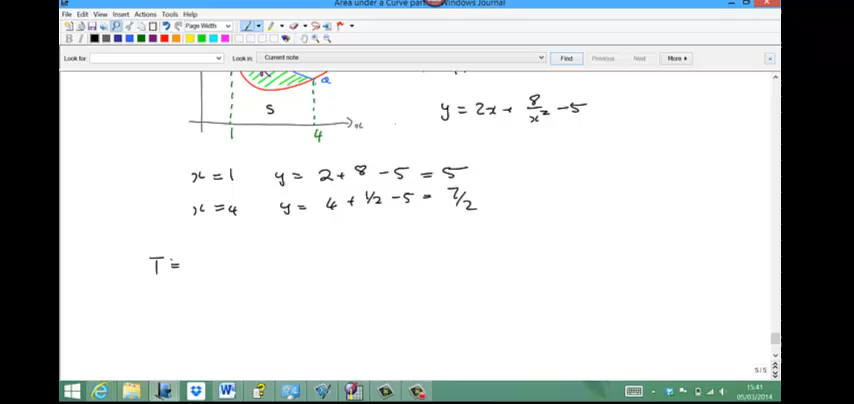 Area under a Curve part
Windows Journal
File Edit View Insert Actions Tools Help
Page Width
Look for: Look in: Current note Find Previous Next More
S
1 4 x
y = 2x + 8/x² - 5
x = 1 y = 2 + 8 - 5 = 5
x = 4 y = 4 + 1/2 - 5 = 7/2
T =
5 / 5
15:41
05/03/2014